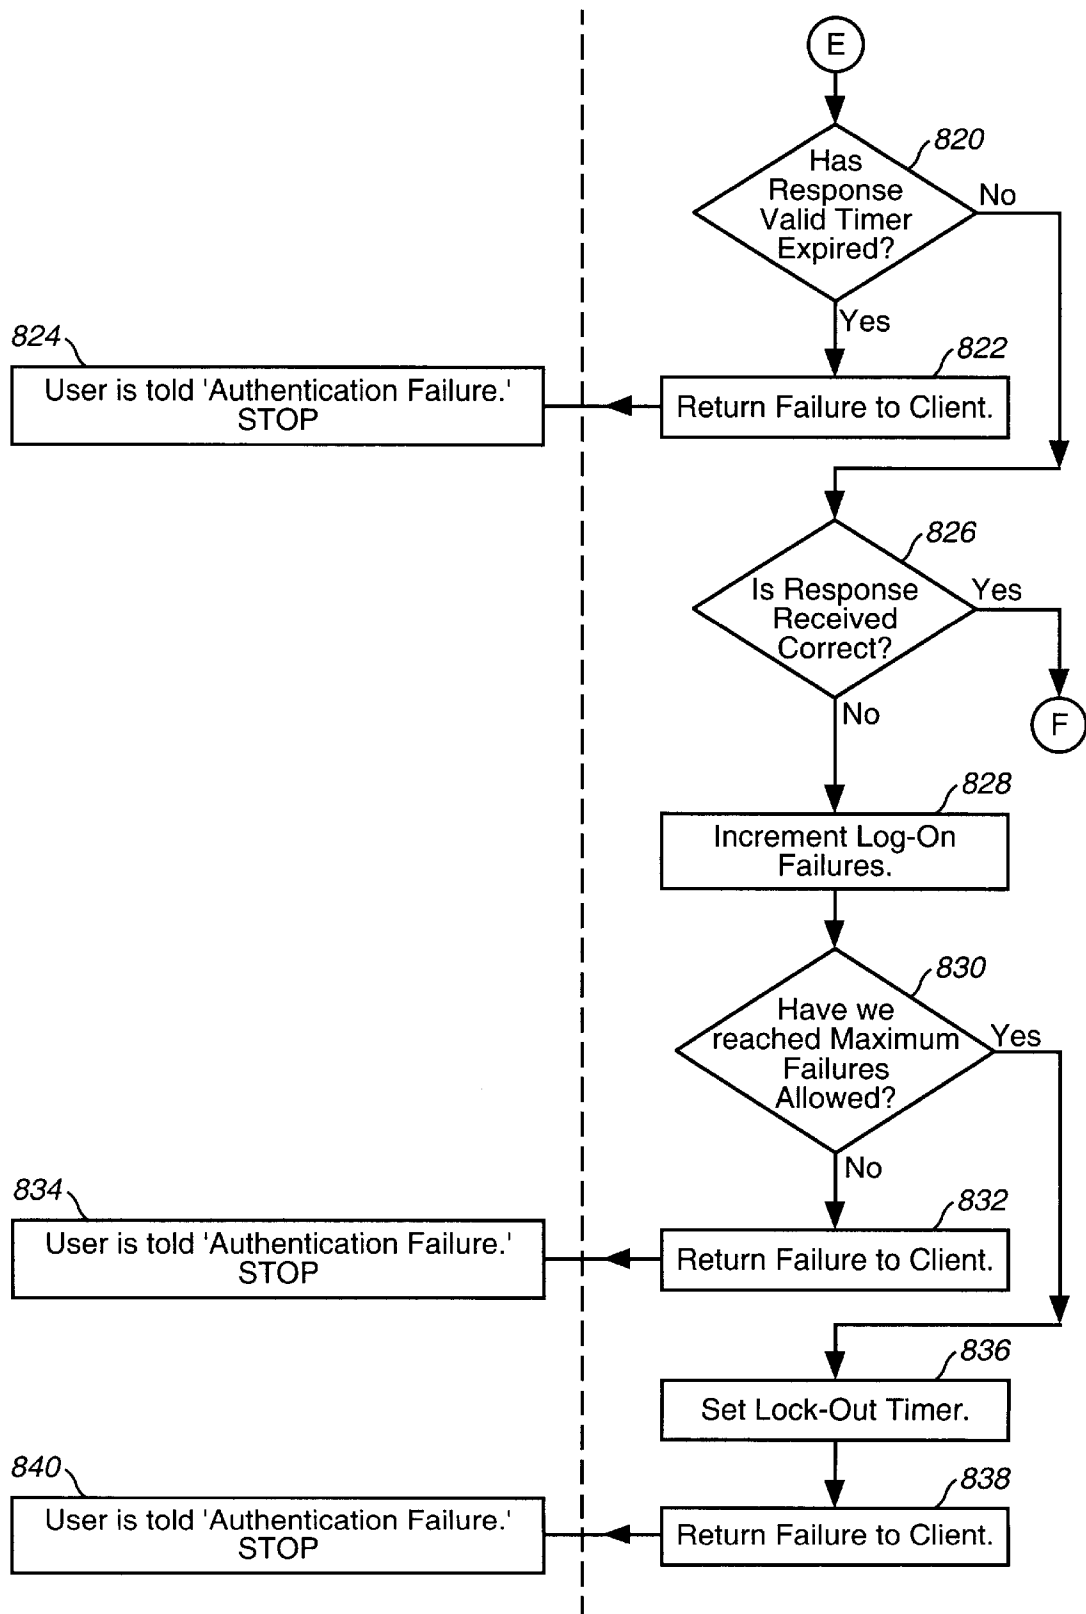 E
820
Has
Response
Valid Timer
Expired?
No
Yes
824
User is told 'Authentication Failure.'
STOP
822
Return Failure to Client.
826
Is Response
Received
Correct?
Yes
No
F
828
Increment Log-On
Failures.
830
Have we
reached Maximum
Failures
Allowed?
Yes
No
834
User is told 'Authentication Failure.'
STOP
832
Return Failure to Client.
836
Set Lock-Out Timer.
840
User is told 'Authentication Failure.'
STOP
838
Return Failure to Client.